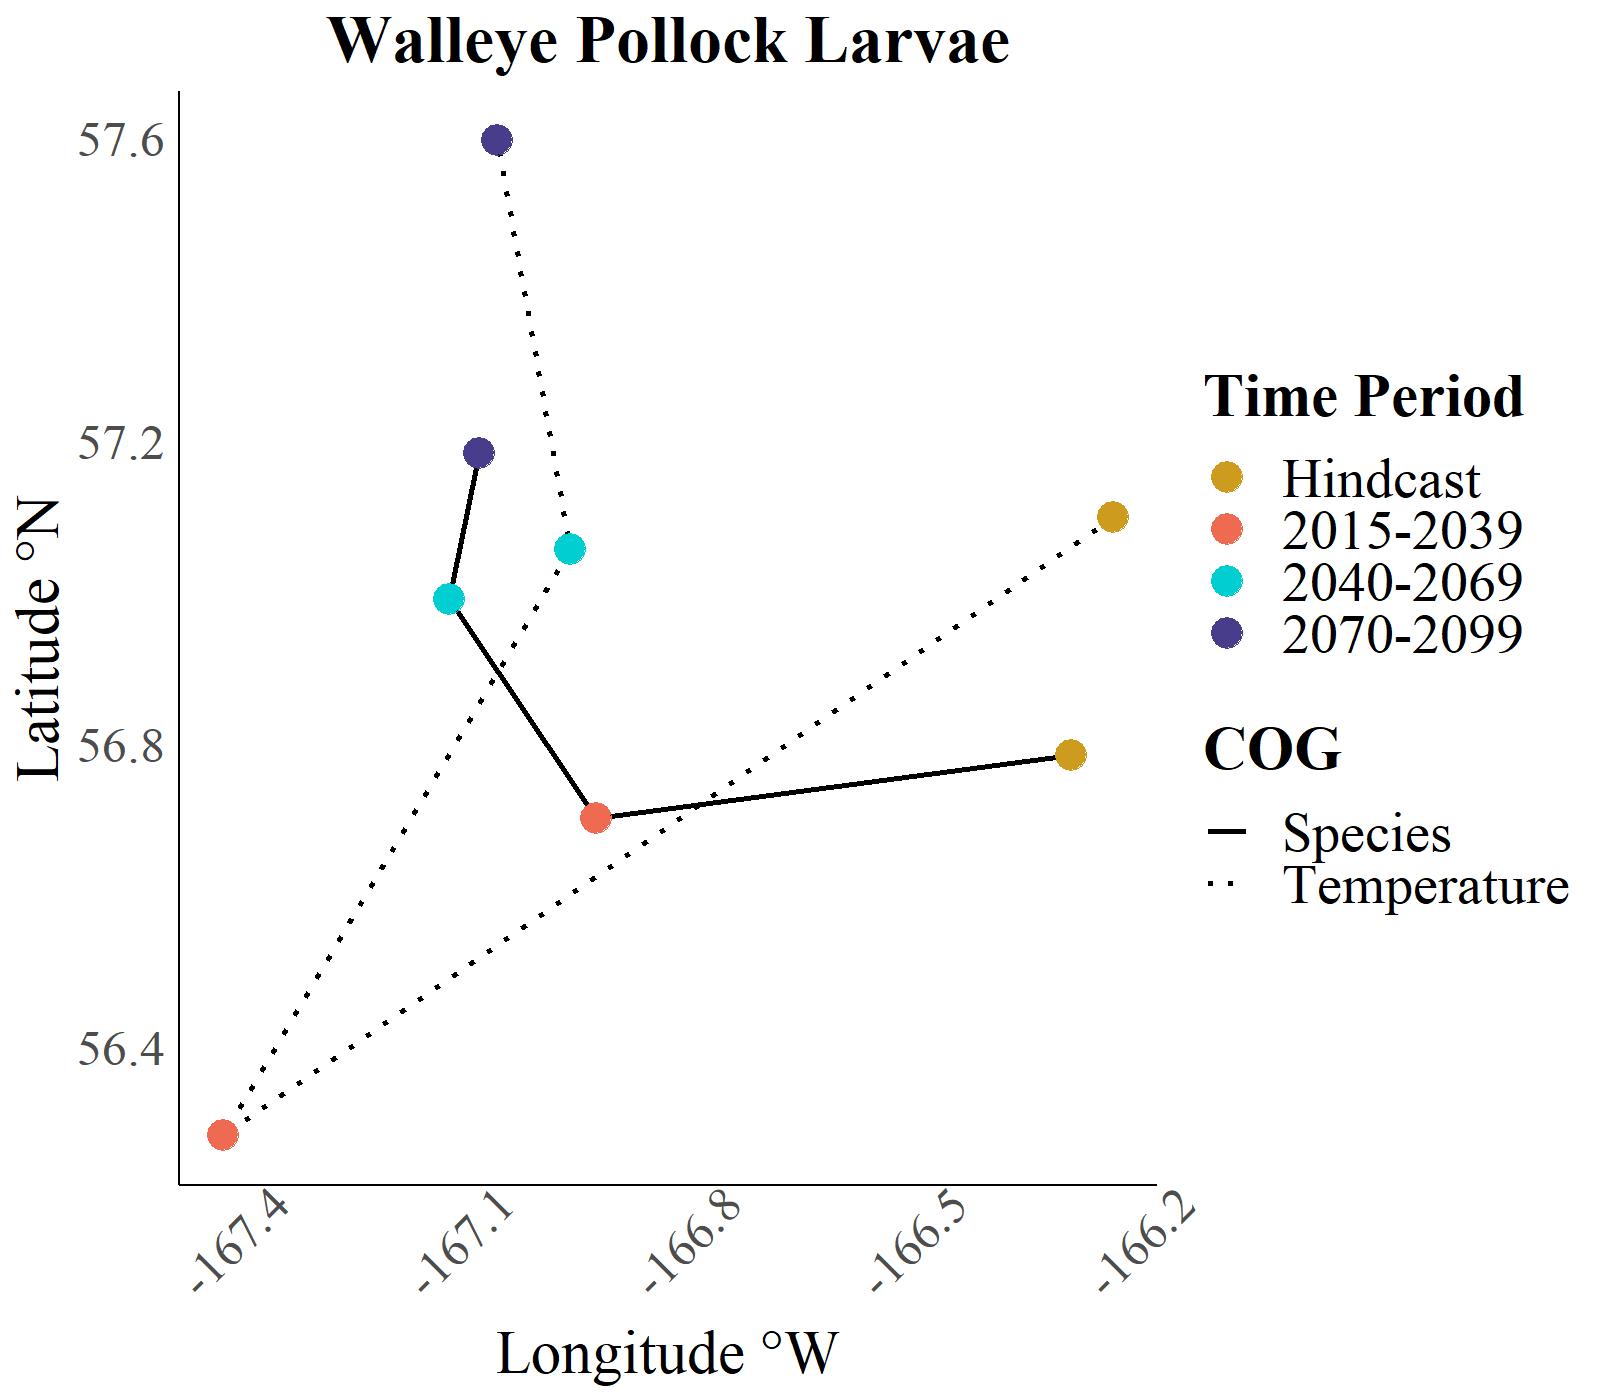 Walleye Pollock Larvae
57.6
57.2
56.8
56.4
Latitude °N
-167.4
-167.1
-166.8
-166.5
-166.2
Longitude °W
Time Period
Hindcast
2015-2039
2040-2069
2070-2099
COG
Species
Temperature